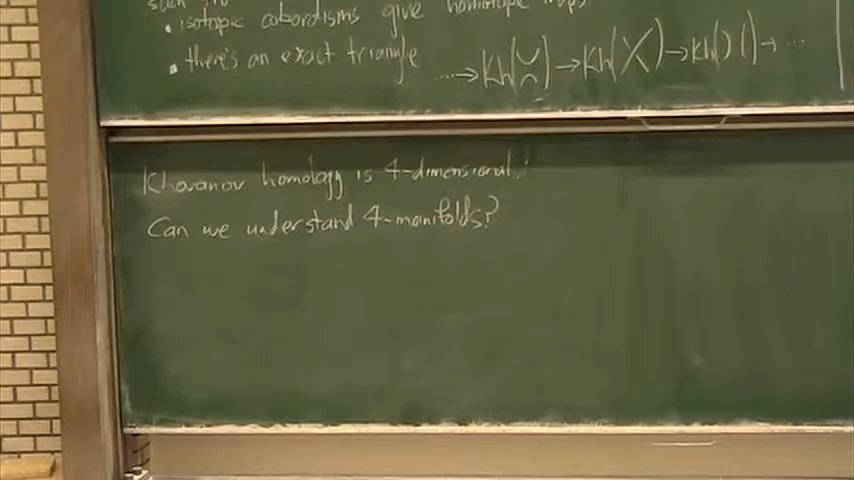 • isotopic cobordisms give homotopic maps
• there's an exact triangle ⋯→Kh(≍)→Kh(X)→Kh()()→⋯
Khovanov homology is 4-dimensional!
Can we understand 4-manifolds?